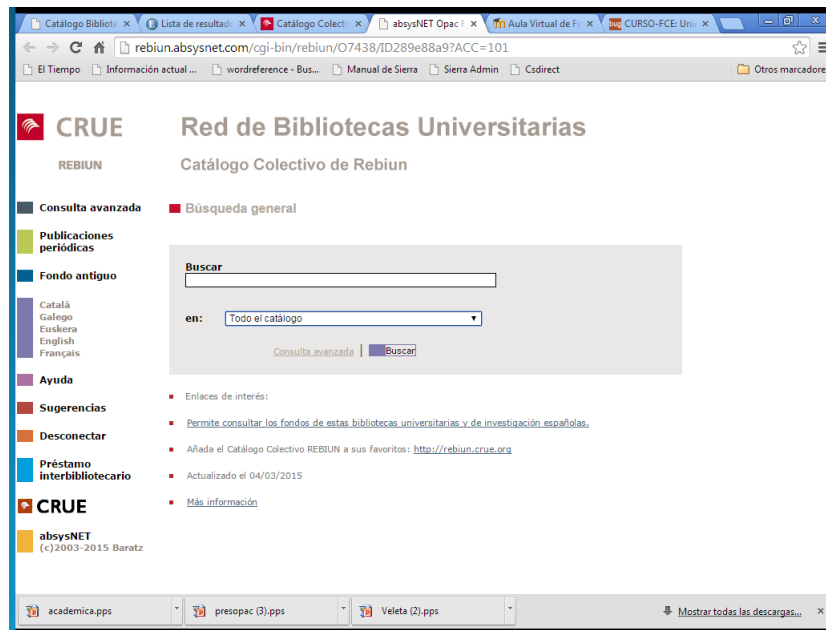 Catálogo Bibliote
Lista de resultado
Catálogo Colecti
absysNET Opac F
Aula Virtual de Fo
CURSO-FCE: Uni
rebiun.absysnet.com/cgi-bin/rebiun/O7438/ID289e88a9?ACC=101
El Tiempo
Información actual ...
wordreference - Bus...
Manual de Sierra
Sierra Admin
Csdirect
Otros marcadore
CRUE
REBIUN
Red de Bibliotecas Universitarias
Catálogo Colectivo de Rebiun
Consulta avanzada
Publicaciones
periódicas
Fondo antiguo
Català
Galego
Euskera
English
Français
Ayuda
Sugerencias
Desconectar
Préstamo
interbibliotecario
CRUE
absysNET
(c)2003-2015 Baratz
Búsqueda general
Buscar
en: Todo el catálogo
Consulta avanzada | Buscar
Enlaces de interés:
Permite consultar los fondos de estas bibliotecas universitarias y de investigación españolas.
Añada el Catálogo Colectivo REBIUN a sus favoritos: http://rebiun.crue.org
Actualizado el 04/03/2015
Más información
academica.pps
presopac (3).pps
Veleta (2).pps
Mostrar todas las descargas...